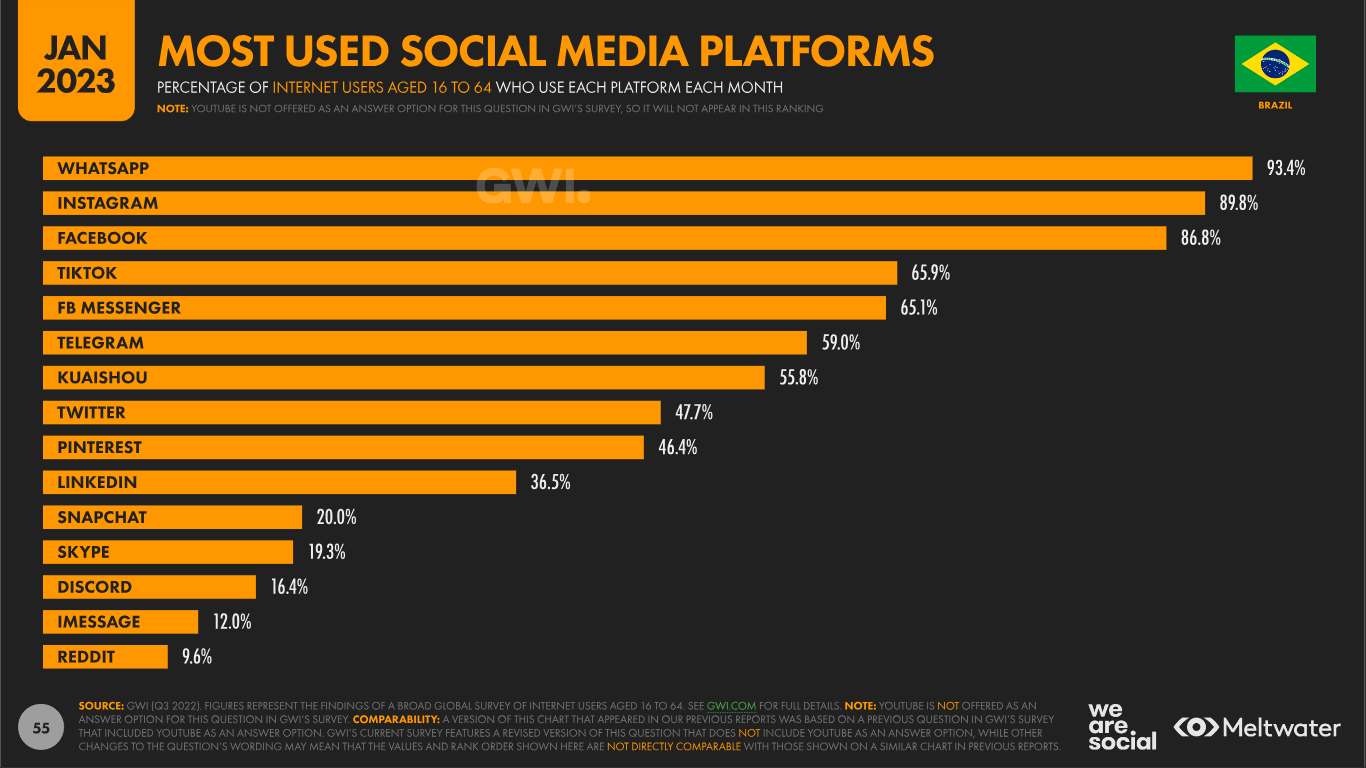 JAN
2023
MOST USED SOCIAL MEDIA PLATFORMS
PERCENTAGE OF INTERNET USERS AGED 16 TO 64 WHO USE EACH PLATFORM EACH MONTH
NOTE: YOUTUBE IS NOT OFFERED AS AN ANSWER OPTION FOR THIS QUESTION IN GWI'S SURVEY, SO IT WILL NOT APPEAR IN THIS RANKING
BRAZIL
GWI.
WHATSAPP 93.4%
INSTAGRAM 89.8%
FACEBOOK 86.8%
TIKTOK 65.9%
FB MESSENGER 65.1%
TELEGRAM 59.0%
KUAISHOU 55.8%
TWITTER 47.7%
PINTEREST 46.4%
LINKEDIN 36.5%
SNAPCHAT 20.0%
SKYPE 19.3%
DISCORD 16.4%
IMESSAGE 12.0%
REDDIT 9.6%
55
SOURCE: GWI (Q3 2022). FIGURES REPRESENT THE FINDINGS OF A BROAD GLOBAL SURVEY OF INTERNET USERS AGED 16 TO 64. SEE GWI.COM FOR FULL DETAILS. NOTE: YOUTUBE IS NOT OFFERED AS AN
ANSWER OPTION FOR THIS QUESTION IN GWI'S SURVEY. COMPARABILITY: A VERSION OF THIS CHART THAT APPEARED IN OUR PREVIOUS REPORTS WAS BASED ON A PREVIOUS QUESTION IN GWI'S SURVEY
THAT INCLUDED YOUTUBE AS AN ANSWER OPTION. GWI'S CURRENT SURVEY FEATURES A REVISED VERSION OF THIS QUESTION THAT DOES NOT INCLUDE YOUTUBE AS AN ANSWER OPTION, WHILE OTHER
CHANGES TO THE QUESTION'S WORDING MAY MEAN THAT THE VALUES AND RANK ORDER SHOWN HERE ARE NOT DIRECTLY COMPARABLE WITH THOSE SHOWN ON A SIMILAR CHART IN PREVIOUS REPORTS.
we
are
social
Meltwater